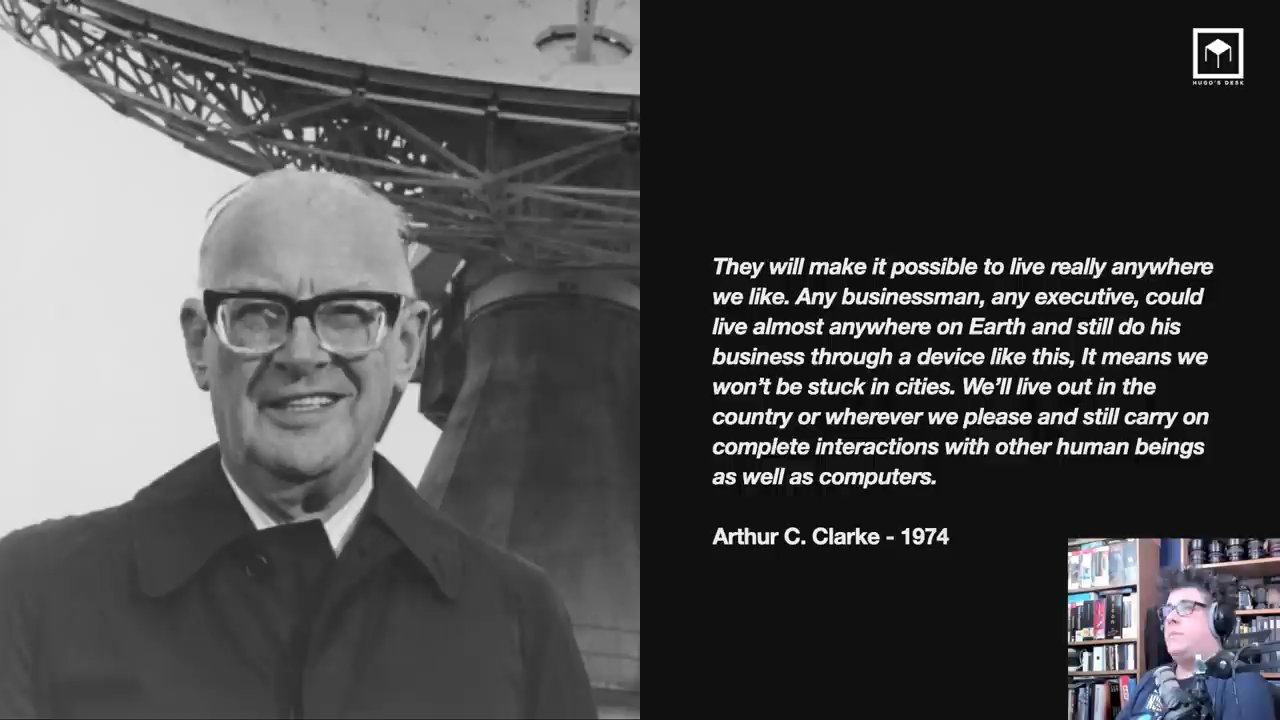 HUGO'S DESK
They will make it possible to live really anywhere
we like. Any businessman, any executive, could
live almost anywhere on Earth and still do his
business through a device like this, It means we
won't be stuck in cities. We'll live out in the
country or wherever we please and still carry on
complete interactions with other human beings
as well as computers.
Arthur C. Clarke - 1974